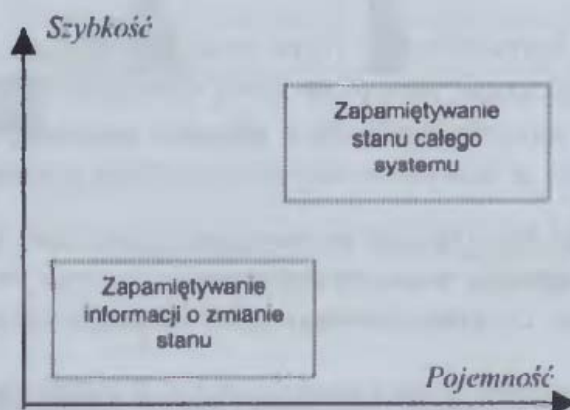 Szybkość
Zapamiętywanie
stanu całego
systemu
Zapamiętywanie
informacji o zmianie
stanu
Pojemność